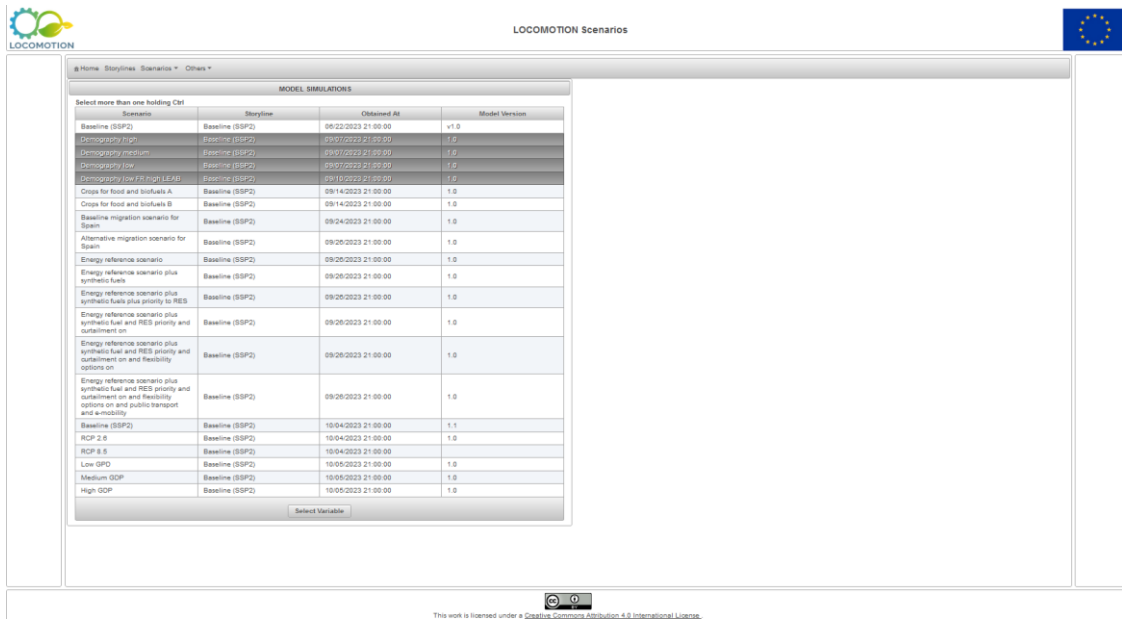 LOCOMOTION
LOCOMOTION Scenarios
Home Storylines Scenarios Others
MODEL SIMULATIONS
Select more than one holding Ctrl
Scenario Storyline Obtained At Model Version
Baseline (SSP2) Baseline (SSP2) 06/22/2023 21:00:00 v1.0
Demography high Baseline (SSP2) 09/07/2023 21:00:00 1.0
Demography medium Baseline (SSP2) 09/07/2023 21:00:00 1.0
Demography low Baseline (SSP2) 09/07/2023 21:00:00 1.0
Demography low FR high LEAB Baseline (SSP2) 09/10/2023 21:00:00 1.0
Crops for food and biofuels A Baseline (SSP2) 09/14/2023 21:00:00 1.0
Crops for food and biofuels B Baseline (SSP2) 09/14/2023 21:00:00 1.0
Baseline migration scenario for
Spain Baseline (SSP2) 09/24/2023 21:00:00 1.0
Alternative migration scenario for
Spain Baseline (SSP2) 09/26/2023 21:00:00 1.0
Energy reference scenario Baseline (SSP2) 09/26/2023 21:00:00 1.0
Energy reference scenario plus
synthetic fuels Baseline (SSP2) 09/26/2023 21:00:00 1.0
Energy reference scenario plus
synthetic fuels plus priority to RES Baseline (SSP2) 09/26/2023 21:00:00 1.0
Energy reference scenario plus
synthetic fuel and RES priority and Baseline (SSP2) 09/26/2023 21:00:00 1.0
curtailment on
Energy reference scenario plus
synthetic fuel and RES priority and
curtailment on and flexibility Baseline (SSP2) 09/26/2023 21:00:00 1.0
options on
Energy reference scenario plus
synthetic fuel and RES priority and
curtailment on and flexibility Baseline (SSP2) 09/26/2023 21:00:00 1.0
options on and public transport
and e-mobility
Baseline (SSP2) Baseline (SSP2) 10/04/2023 21:00:00 1.1
RCP 2.6 Baseline (SSP2) 10/04/2023 21:00:00 1.0
RCP 8.5 Baseline (SSP2) 10/04/2023 21:00:00
Low GPD Baseline (SSP2) 10/05/2023 21:00:00 1.0
Medium GDP Baseline (SSP2) 10/05/2023 21:00:00 1.0
High GDP Baseline (SSP2) 10/05/2023 21:00:00 1.0
Select Variable
cc
BY
This work is licensed under a Creative Commons Attribution 4.0 International License.